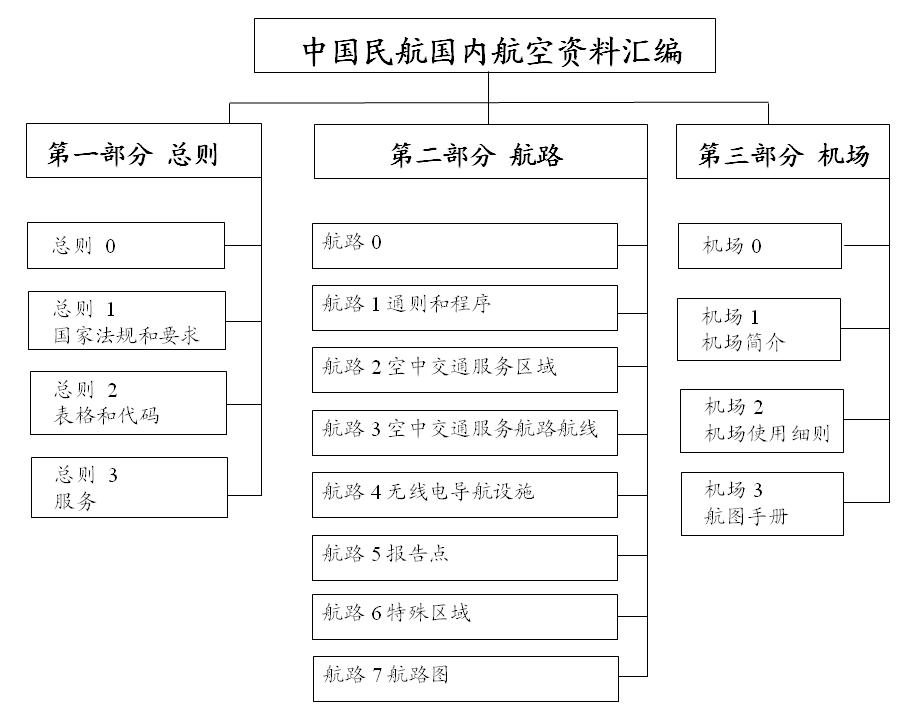 中国民航国内航空资料汇编
第一部分 总则
总则 0
总则 1
国家法规和要求
总则 2
表格和代码
总则 3
服务
第二部分 航路
航路 0
航路 1 通则和程序
航路 2 空中交通服务区域
航路 3 空中交通服务航路航线
航路 4 无线电导航设施
航路 5 报告点
航路 6 特殊区域
航路 7 航路图
第三部分 机场
机场 0
机场 1
机场简介
机场 2
机场使用细则
机场 3
航图手册